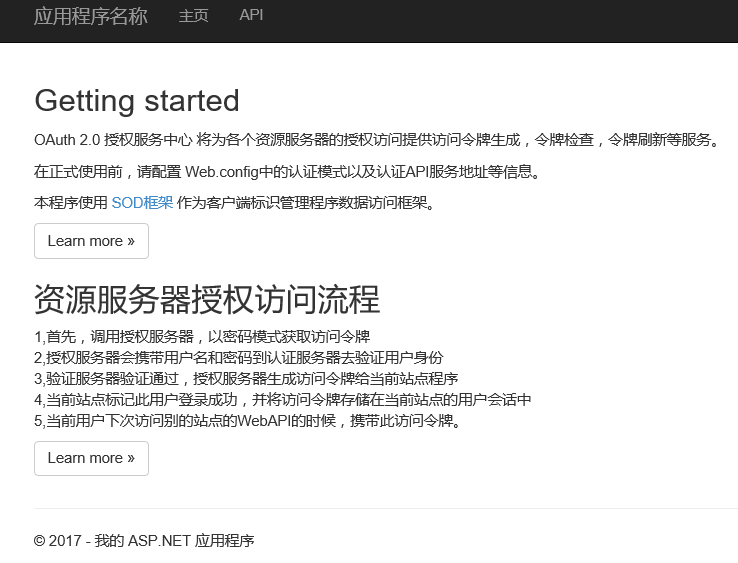 应用程序名称 主页 API
Getting started
OAuth 2.0 授权服务中心 将为各个资源服务器的授权访问提供访问令牌生成，令牌检查，令牌刷新等服务。
在正式使用前，请配置 Web.config中的认证模式以及认证API服务地址等信息。
本程序使用 SOD框架 作为客户端标识管理程序数据访问框架。
Learn more »
资源服务器授权访问流程
1,首先，调用授权服务器，以密码模式获取访问令牌
2,授权服务器会携带用户名和密码到认证服务器去验证用户身份
3,验证服务器验证通过，授权服务器生成访问令牌给当前站点程序
4,当前站点标记此用户登录成功，并将访问令牌存储在当前站点的用户会话中
5,当前用户下次访问别的站点的WebAPI的时候，携带此访问令牌。
Learn more »
© 2017 - 我的 ASP.NET 应用程序